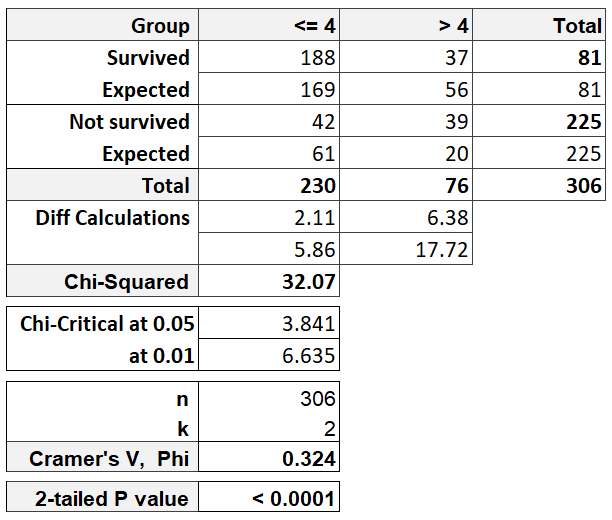 Group <= 4 > 4 Total
Survived 188 37 81
Expected 169 56 81
Not survived 42 39 225
Expected 61 20 225
Total 230 76 306
Diff Calculations 2.11 6.38
5.86 17.72
Chi-Squared 32.07
Chi-Critical at 0.05 3.841
at 0.01 6.635
n 306
k 2
Cramer's V, Phi 0.324
2-tailed P value < 0.0001